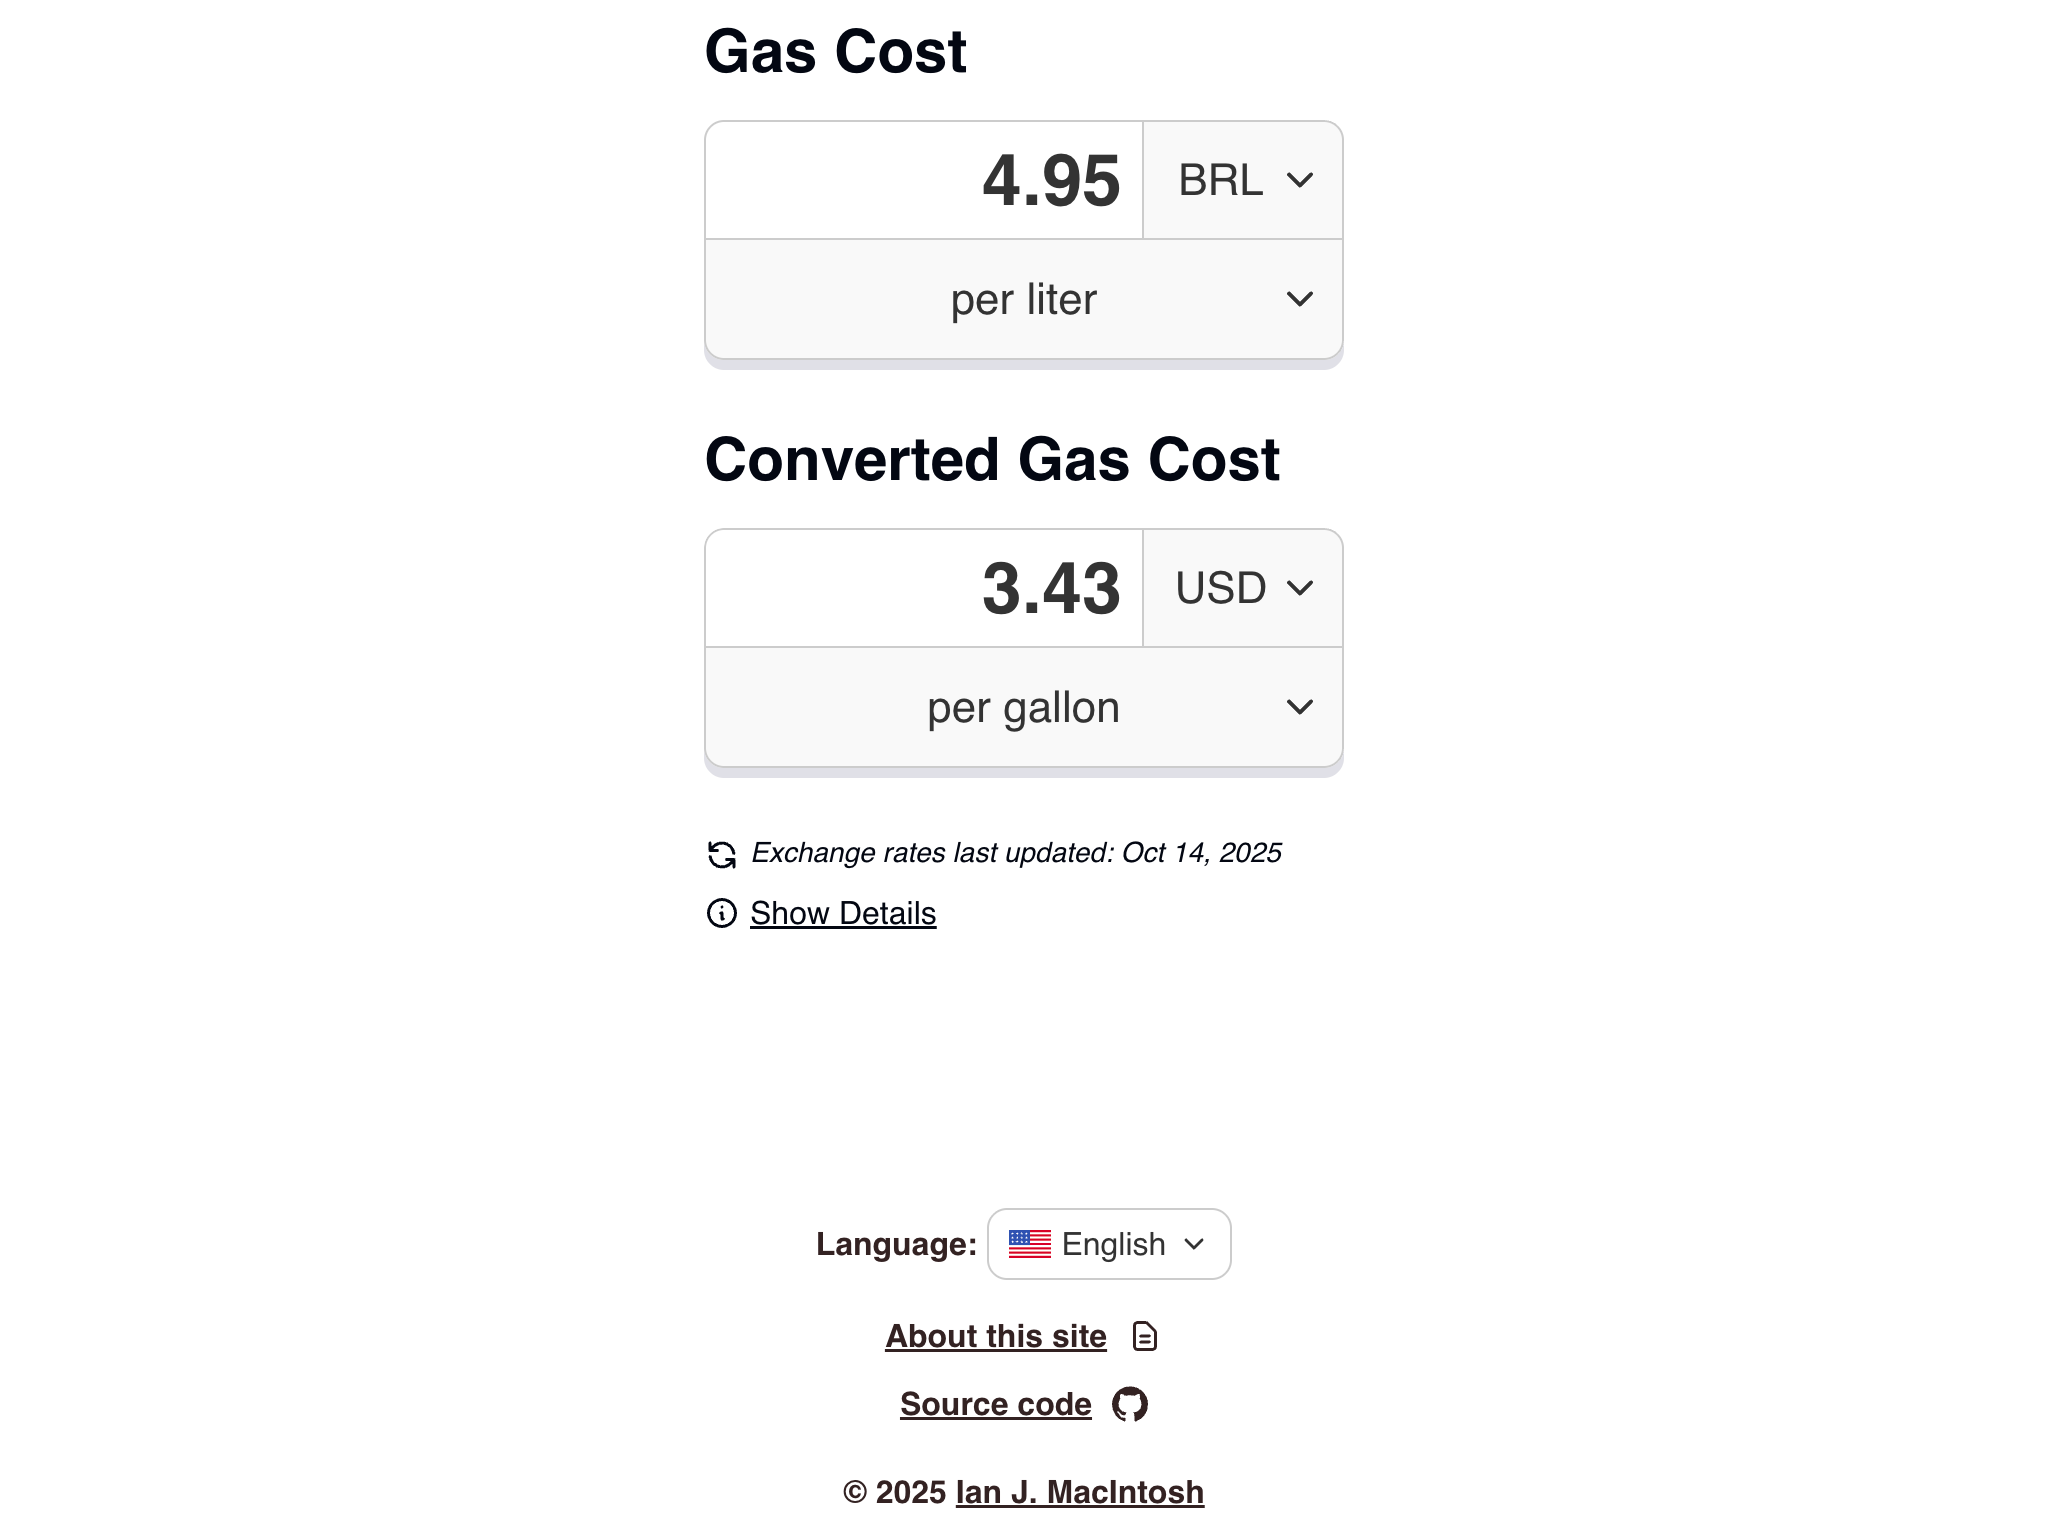 Gas Cost
4.95 BRL
per liter
Converted Gas Cost
3.43 USD
per gallon
Exchange rates last updated: Oct 14, 2025
Show Details
Language: English
About this site
Source code
© 2025 Ian J. MacIntosh